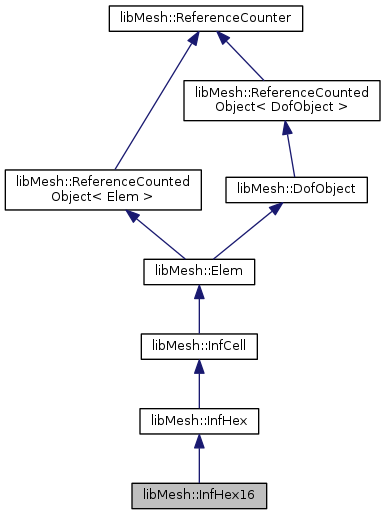 libMesh::ReferenceCounter
libMesh::ReferenceCounted
Object< DofObject >
libMesh::ReferenceCounted
Object< Elem >
libMesh::DofObject
libMesh::Elem
libMesh::InfCell
libMesh::InfHex
libMesh::InfHex16